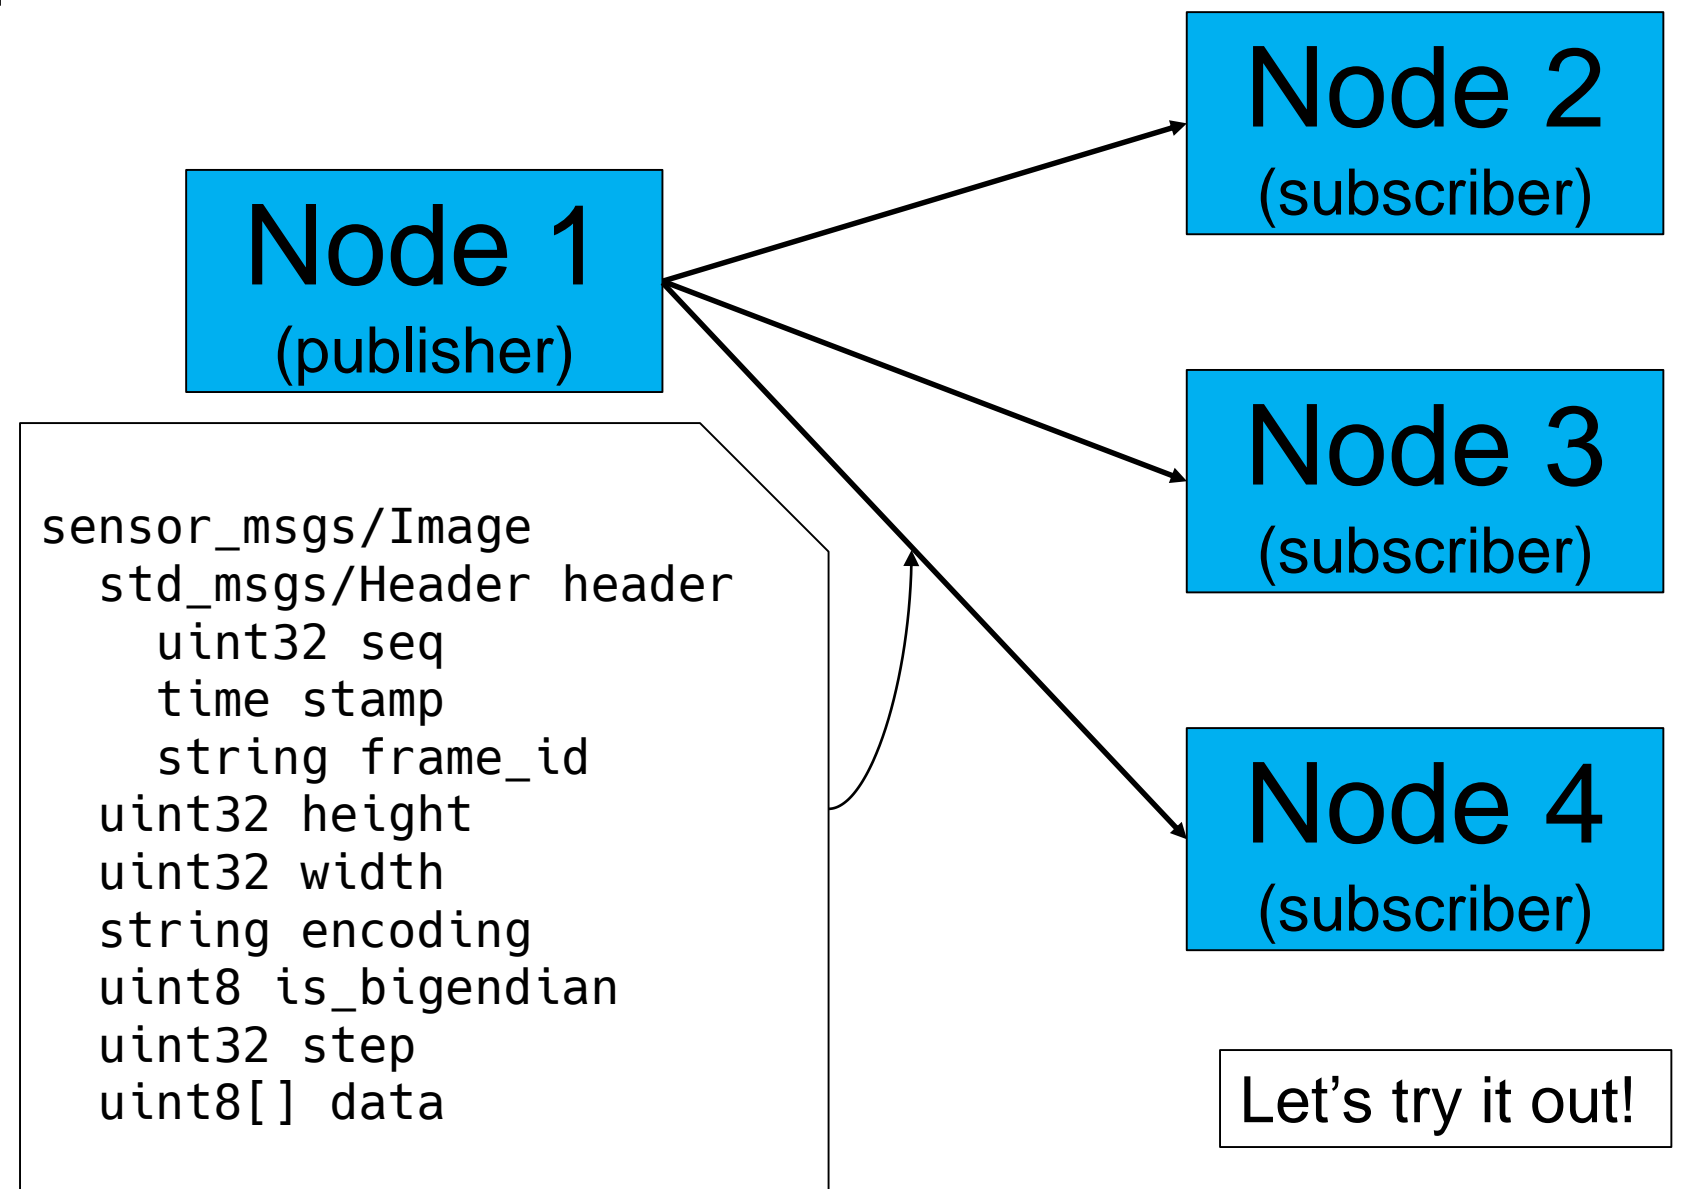 Node 1
(publisher)
Node 2
(subscriber)
Node 3
(subscriber)
Node 4
(subscriber)
sensor_msgs/Image
  std_msgs/Header header
    uint32 seq
    time stamp
    string frame_id
  uint32 height
  uint32 width
  string encoding
  uint8 is_bigendian
  uint32 step
  uint8[] data
Let’s try it out!